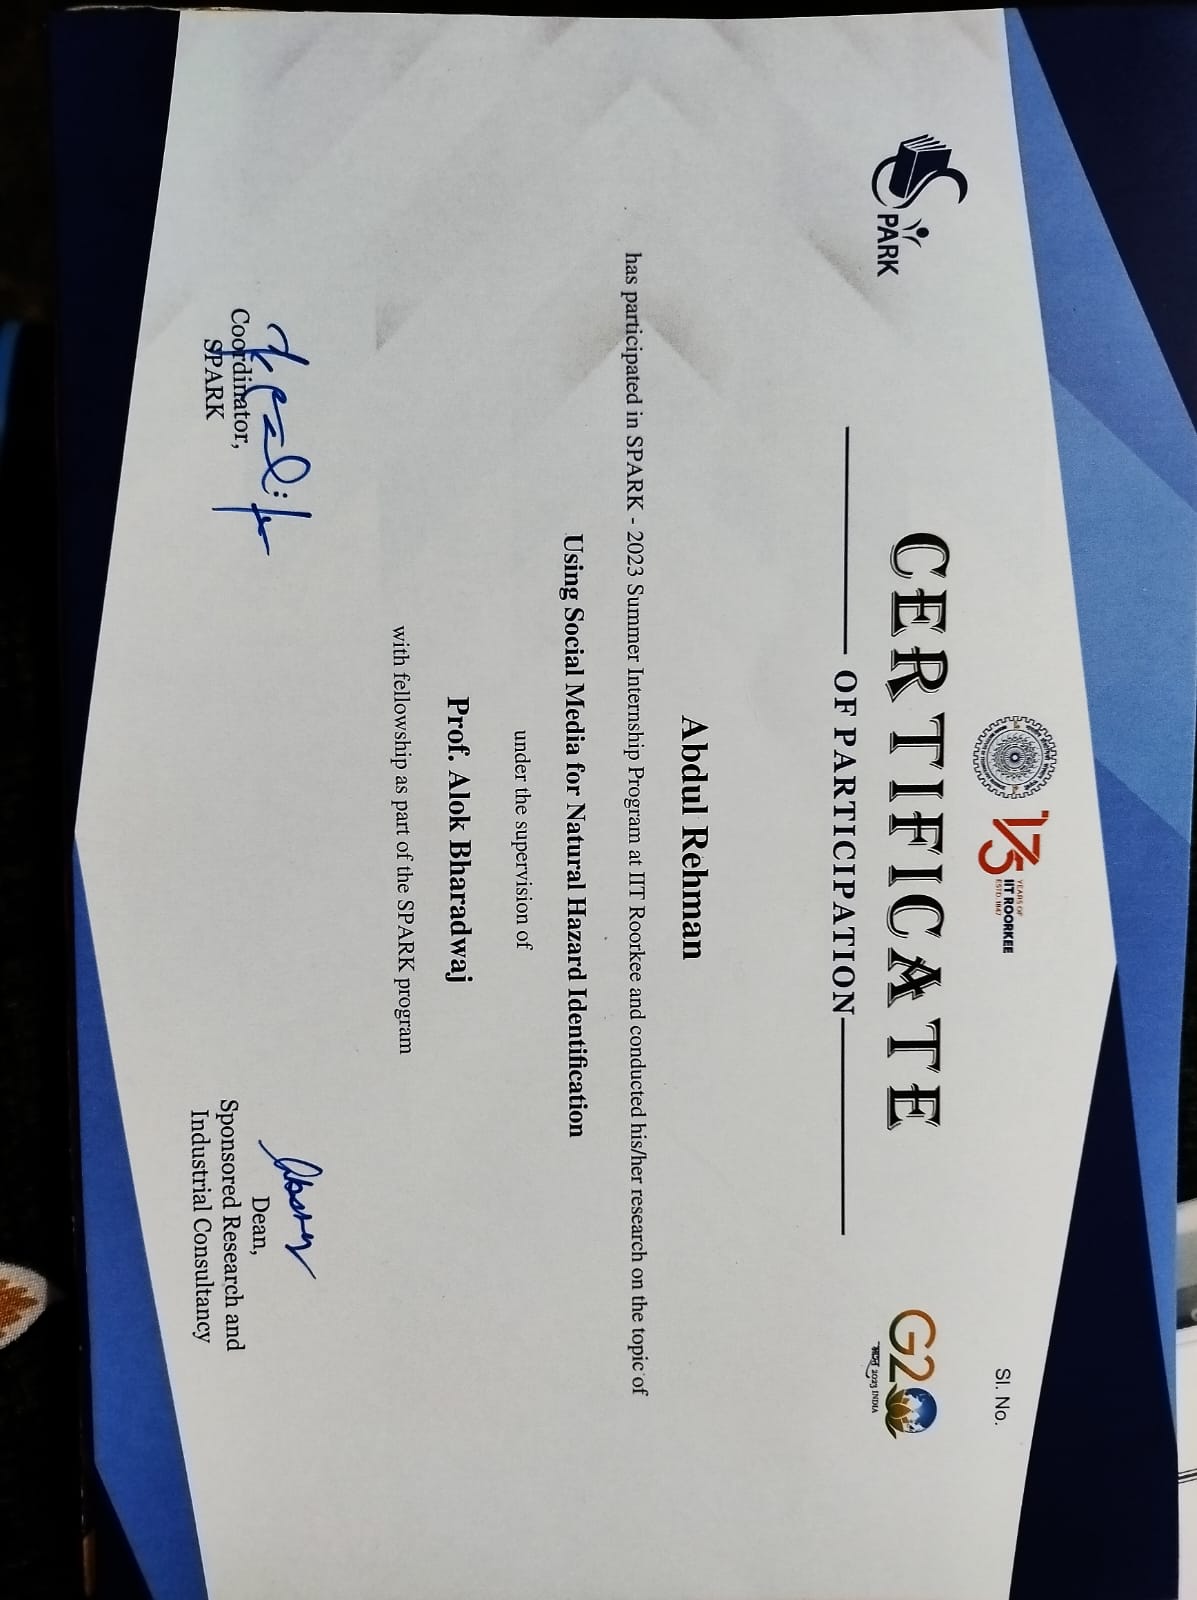 175 YEARS OF
IIT ROORKEE
ESTD. 1847
Sl. No.
SPARK
G20
भारत 2023 INDIA
CERTIFICATE
OF PARTICIPATION
Abdul Rehman
has participated in SPARK - 2023 Summer Internship Program at IIT Roorkee and conducted his/her research on the topic of
Using Social Media for Natural Hazard Identification
under the supervision of
Prof. Alok Bharadwaj
with fellowship as part of the SPARK program
Coordinator,
SPARK
Dean,
Sponsored Research and
Industrial Consultancy